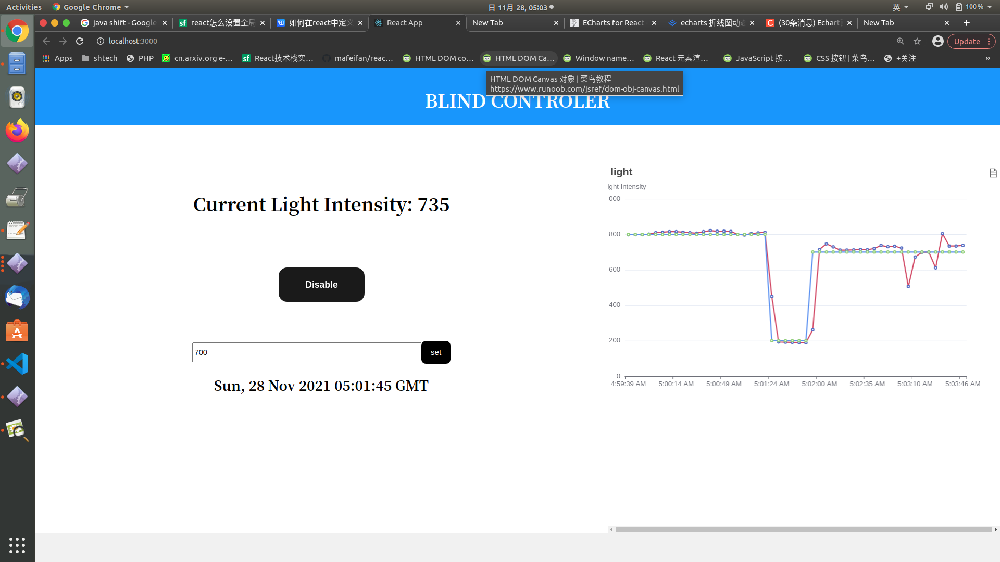 Activities
Google Chrome
日 11月 28, 05:03
英
100 %
java shift - Google
react怎么设置全局
如何在react中定义
React App
New Tab
ECharts for React
echarts 折线图动态
(30条消息) Echart
New Tab
localhost:3000
Update
Apps
shtech
PHP
cn.arxiv.org e-...
React技术栈实...
mafeifan/reac...
HTML DOM co...
HTML DOM Ca...
Window name...
React 元素渲...
JavaScript 按...
CSS 按钮 | 菜鸟...
+关注
»
HTML DOM Canvas 对象 | 菜鸟教程
https://www.runoob.com/jsref/dom-obj-canvas.html
BLIND CONTROLER
Current Light Intensity: 735
Disable
700
set
Sun, 28 Nov 2021 05:01:45 GMT
light
ight Intensity
,000
800
600
400
200
0
4:59:39 AM
5:00:14 AM
5:00:49 AM
5:01:24 AM
5:02:00 AM
5:02:35 AM
5:03:10 AM
5:03:46 AM